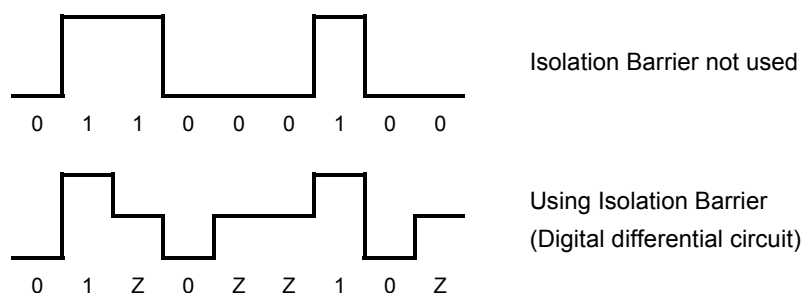 Isolation Barrier not used
0 1 1 0 0 0 1 0 0
Using Isolation Barrier
(Digital differential circuit)
0 1 Z 0 Z Z 1 0 Z